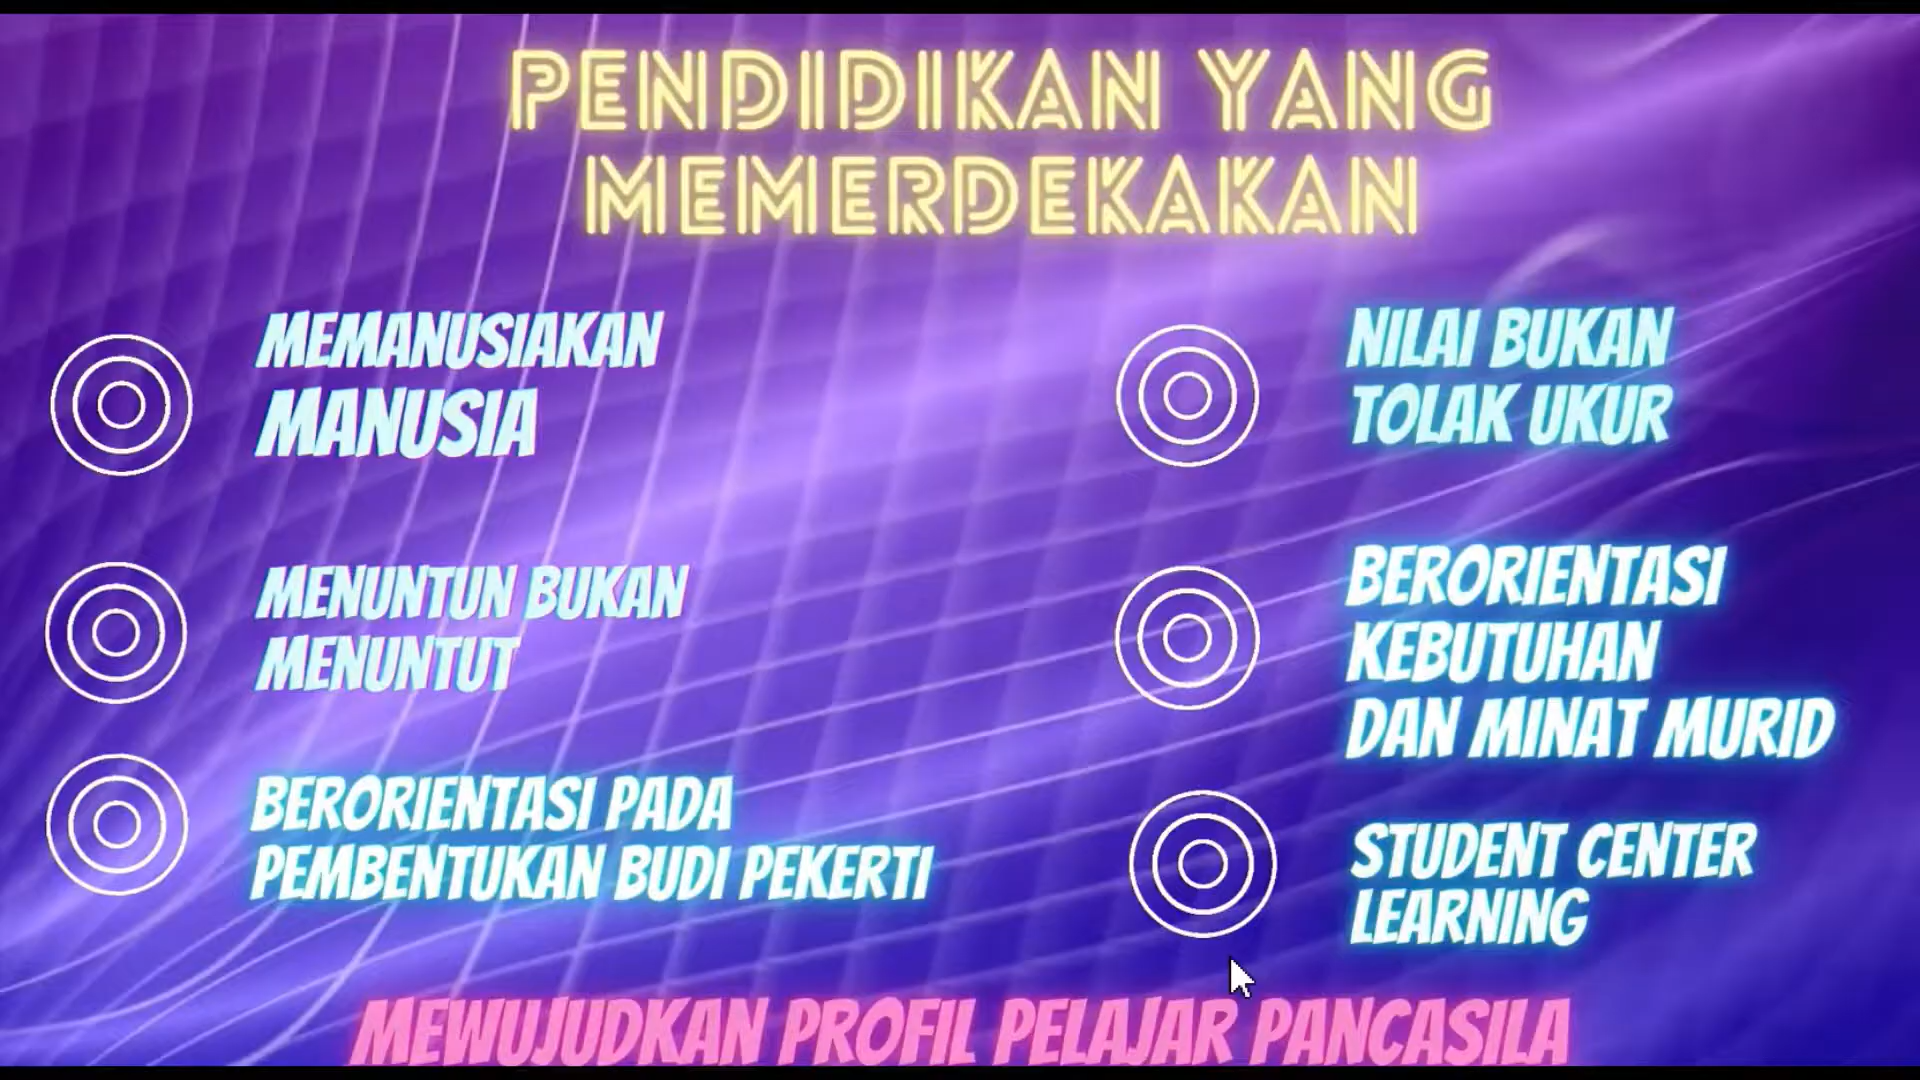 PENDIDIKAN YANG
MEMERDEKAKAN
MEMANUSIAKAN
MANUSIA
MENUNTUN BUKAN
MENUNTUT
BERORIENTASI PADA
PEMBENTUKAN BUDI PEKERTI
NILAI BUKAN
TOLAK UKUR
BERORIENTASI
KEBUTUHAN
DAN MINAT MURID
STUDENT CENTER
LEARNING
MEWUJUDKAN PROFIL PELAJAR PANCASILA